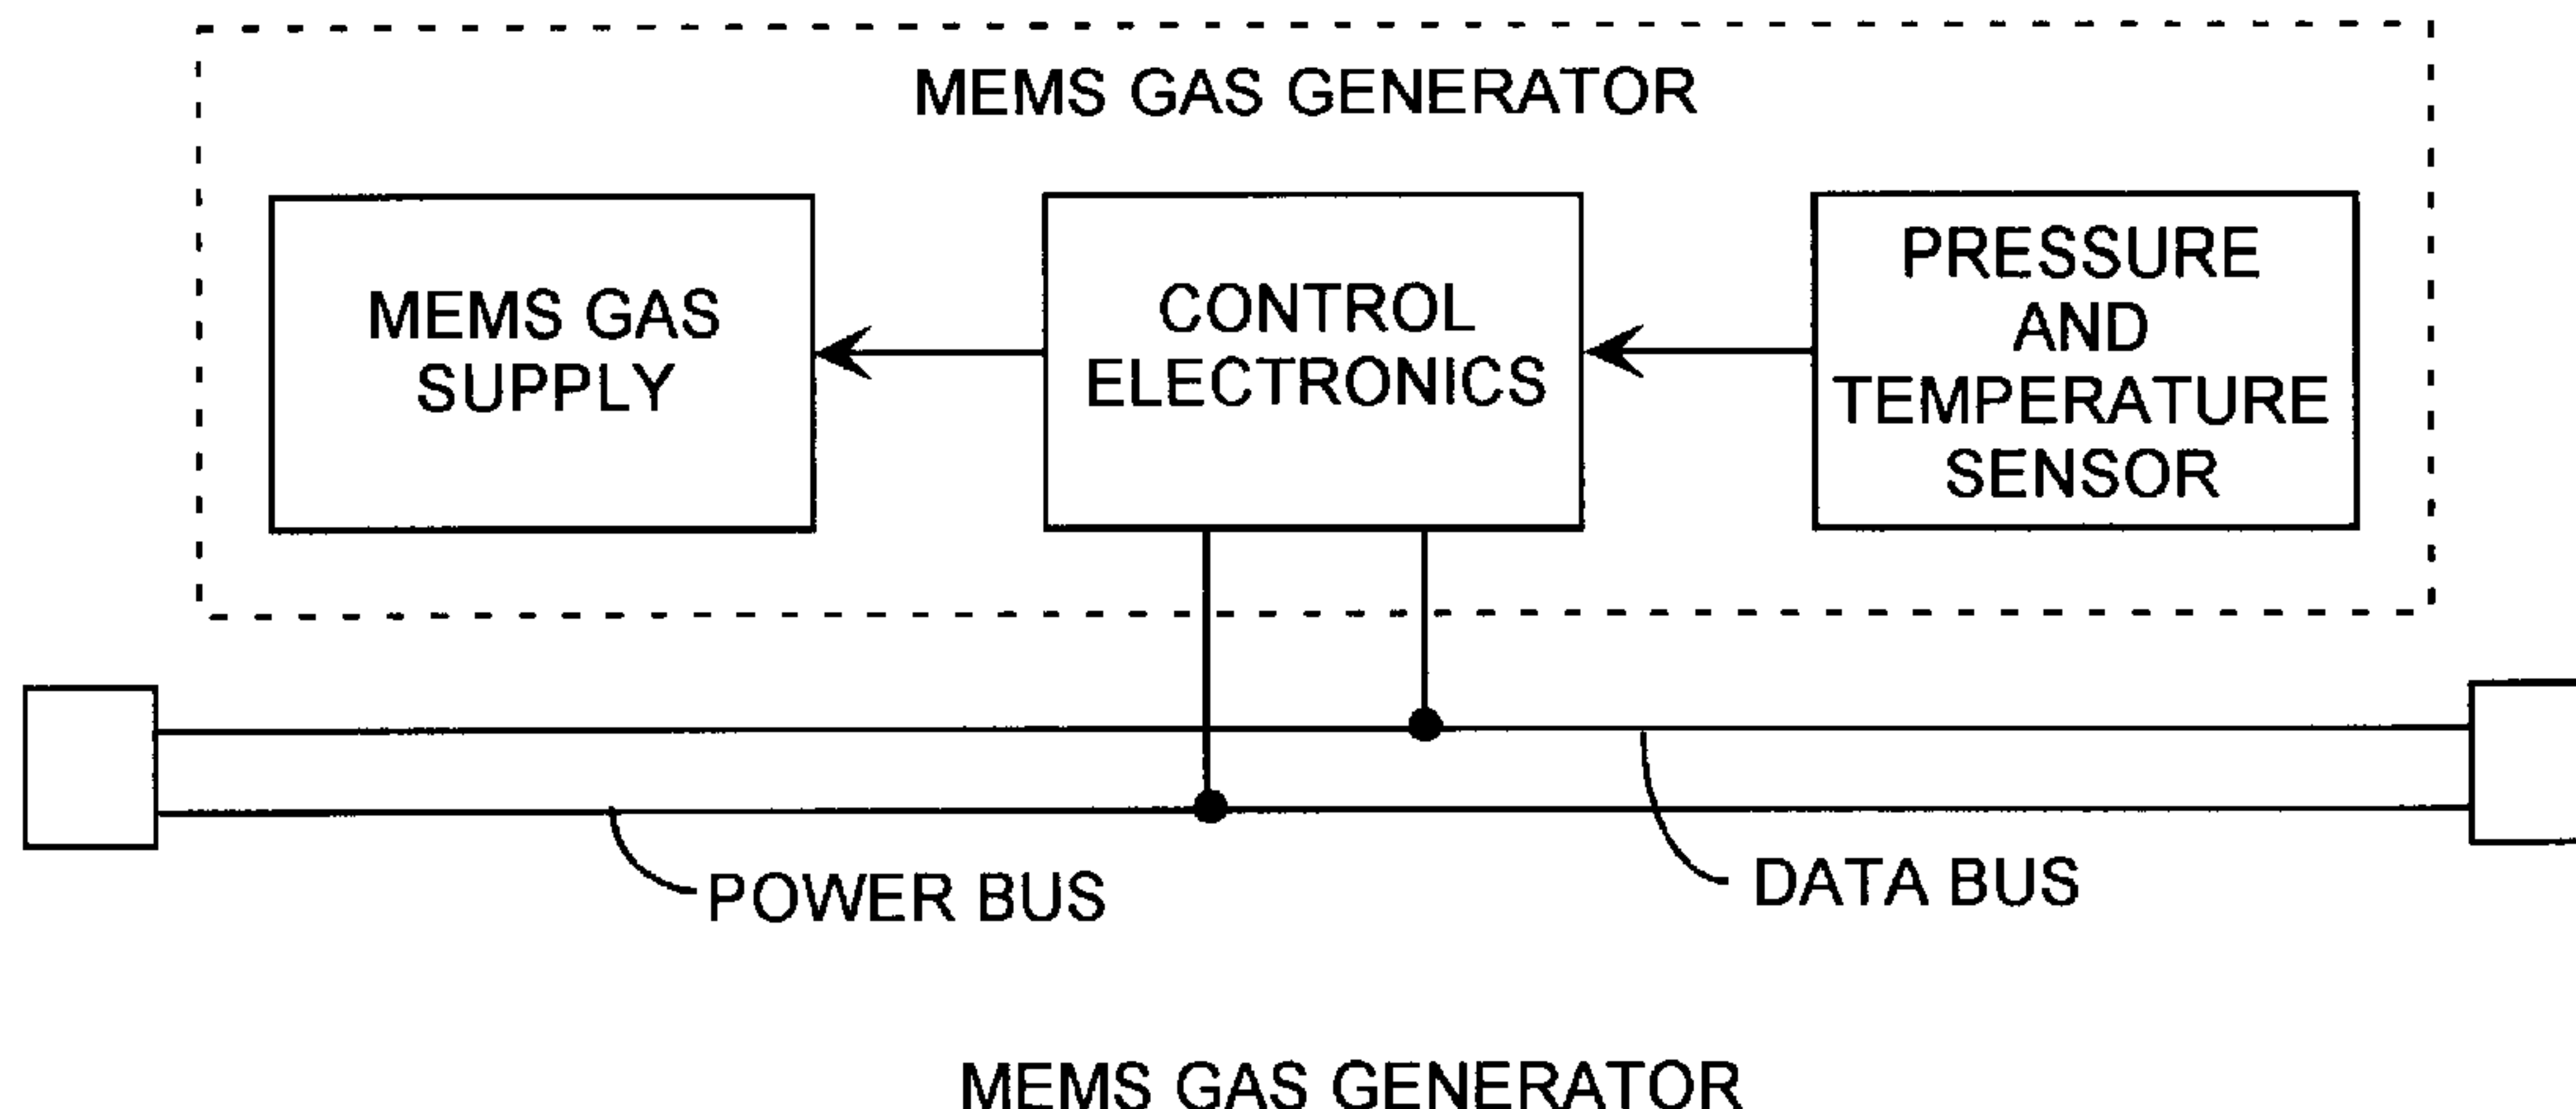 MEMS GAS GENERATOR
MEMS GAS
SUPPLY
CONTROL
ELECTRONICS
PRESSURE
AND
TEMPERATURE
SENSOR
POWER BUS
DATA BUS
MEMS GAS GENERATOR